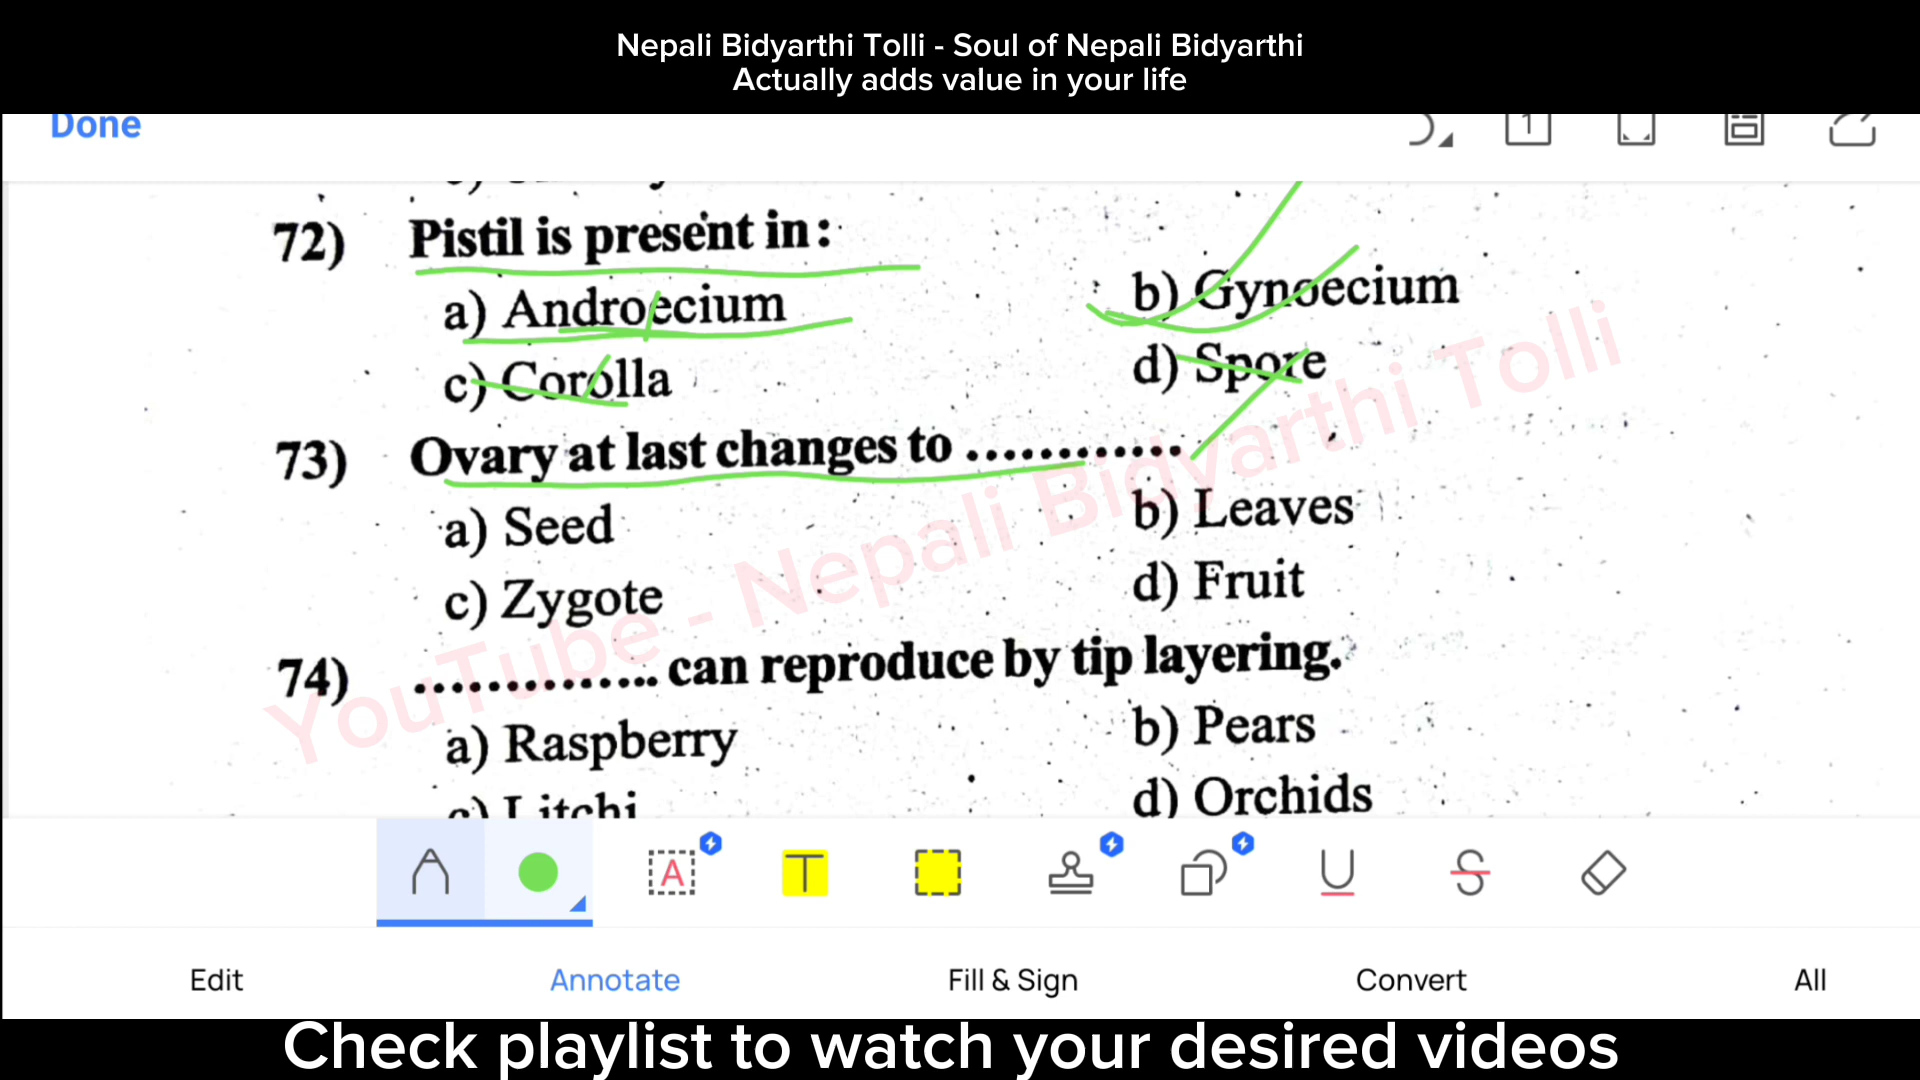 Nepali Bidyarthi Tolli - Soul of Nepali Bidyarthi
Actually adds value in your life
Done
72) Pistil is present in:
a) Androecium b) Gynoecium
c) Corolla d) Spore
73) Ovary at last changes to ............
a) Seed b) Leaves
c) Zygote d) Fruit
74) .............. can reproduce by tip layering.
a) Raspberry b) Pears
c) Litchi d) Orchids
YouTube - Nepali Bidyarthi Tolli
Edit Annotate Fill & Sign Convert All
Check playlist to watch your desired videos